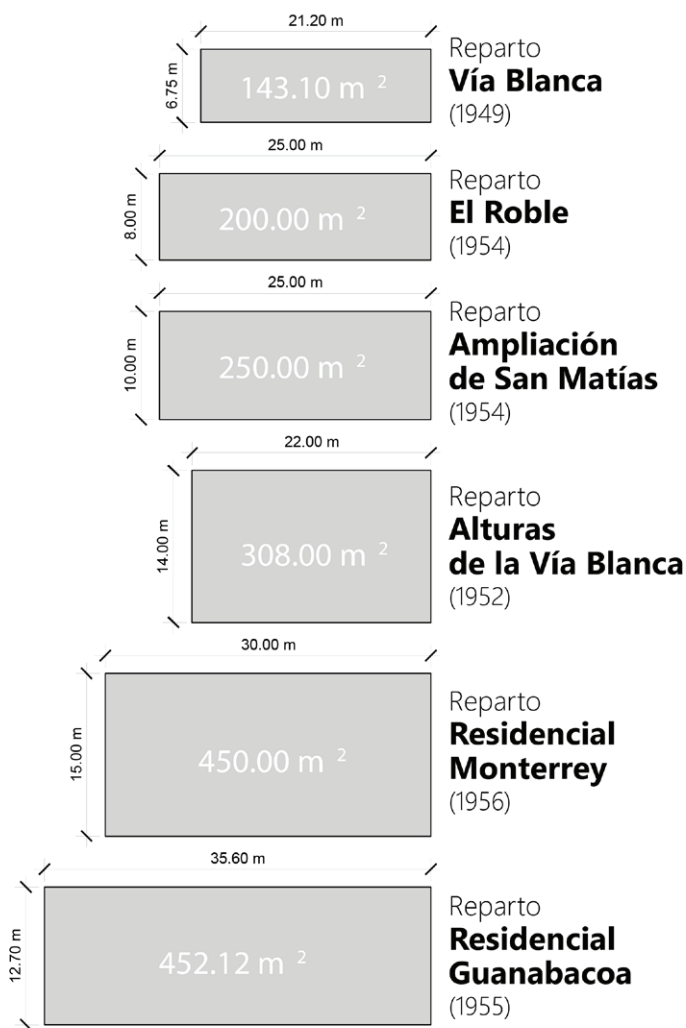 21.20 m
6.75 m
143.10 m ²
Reparto
Vía Blanca
(1949)
25.00 m
8.00 m
200.00 m ²
Reparto
El Roble
(1954)
25.00 m
10.00 m
250.00 m ²
Reparto
Ampliación
de San Matías
(1954)
22.00 m
14.00 m
308.00 m ²
Reparto
Alturas
de la Vía Blanca
(1952)
30.00 m
15.00 m
450.00 m ²
Reparto
Residencial
Monterrey
(1956)
35.60 m
12.70 m
452.12 m ²
Reparto
Residencial
Guanabacoa
(1955)